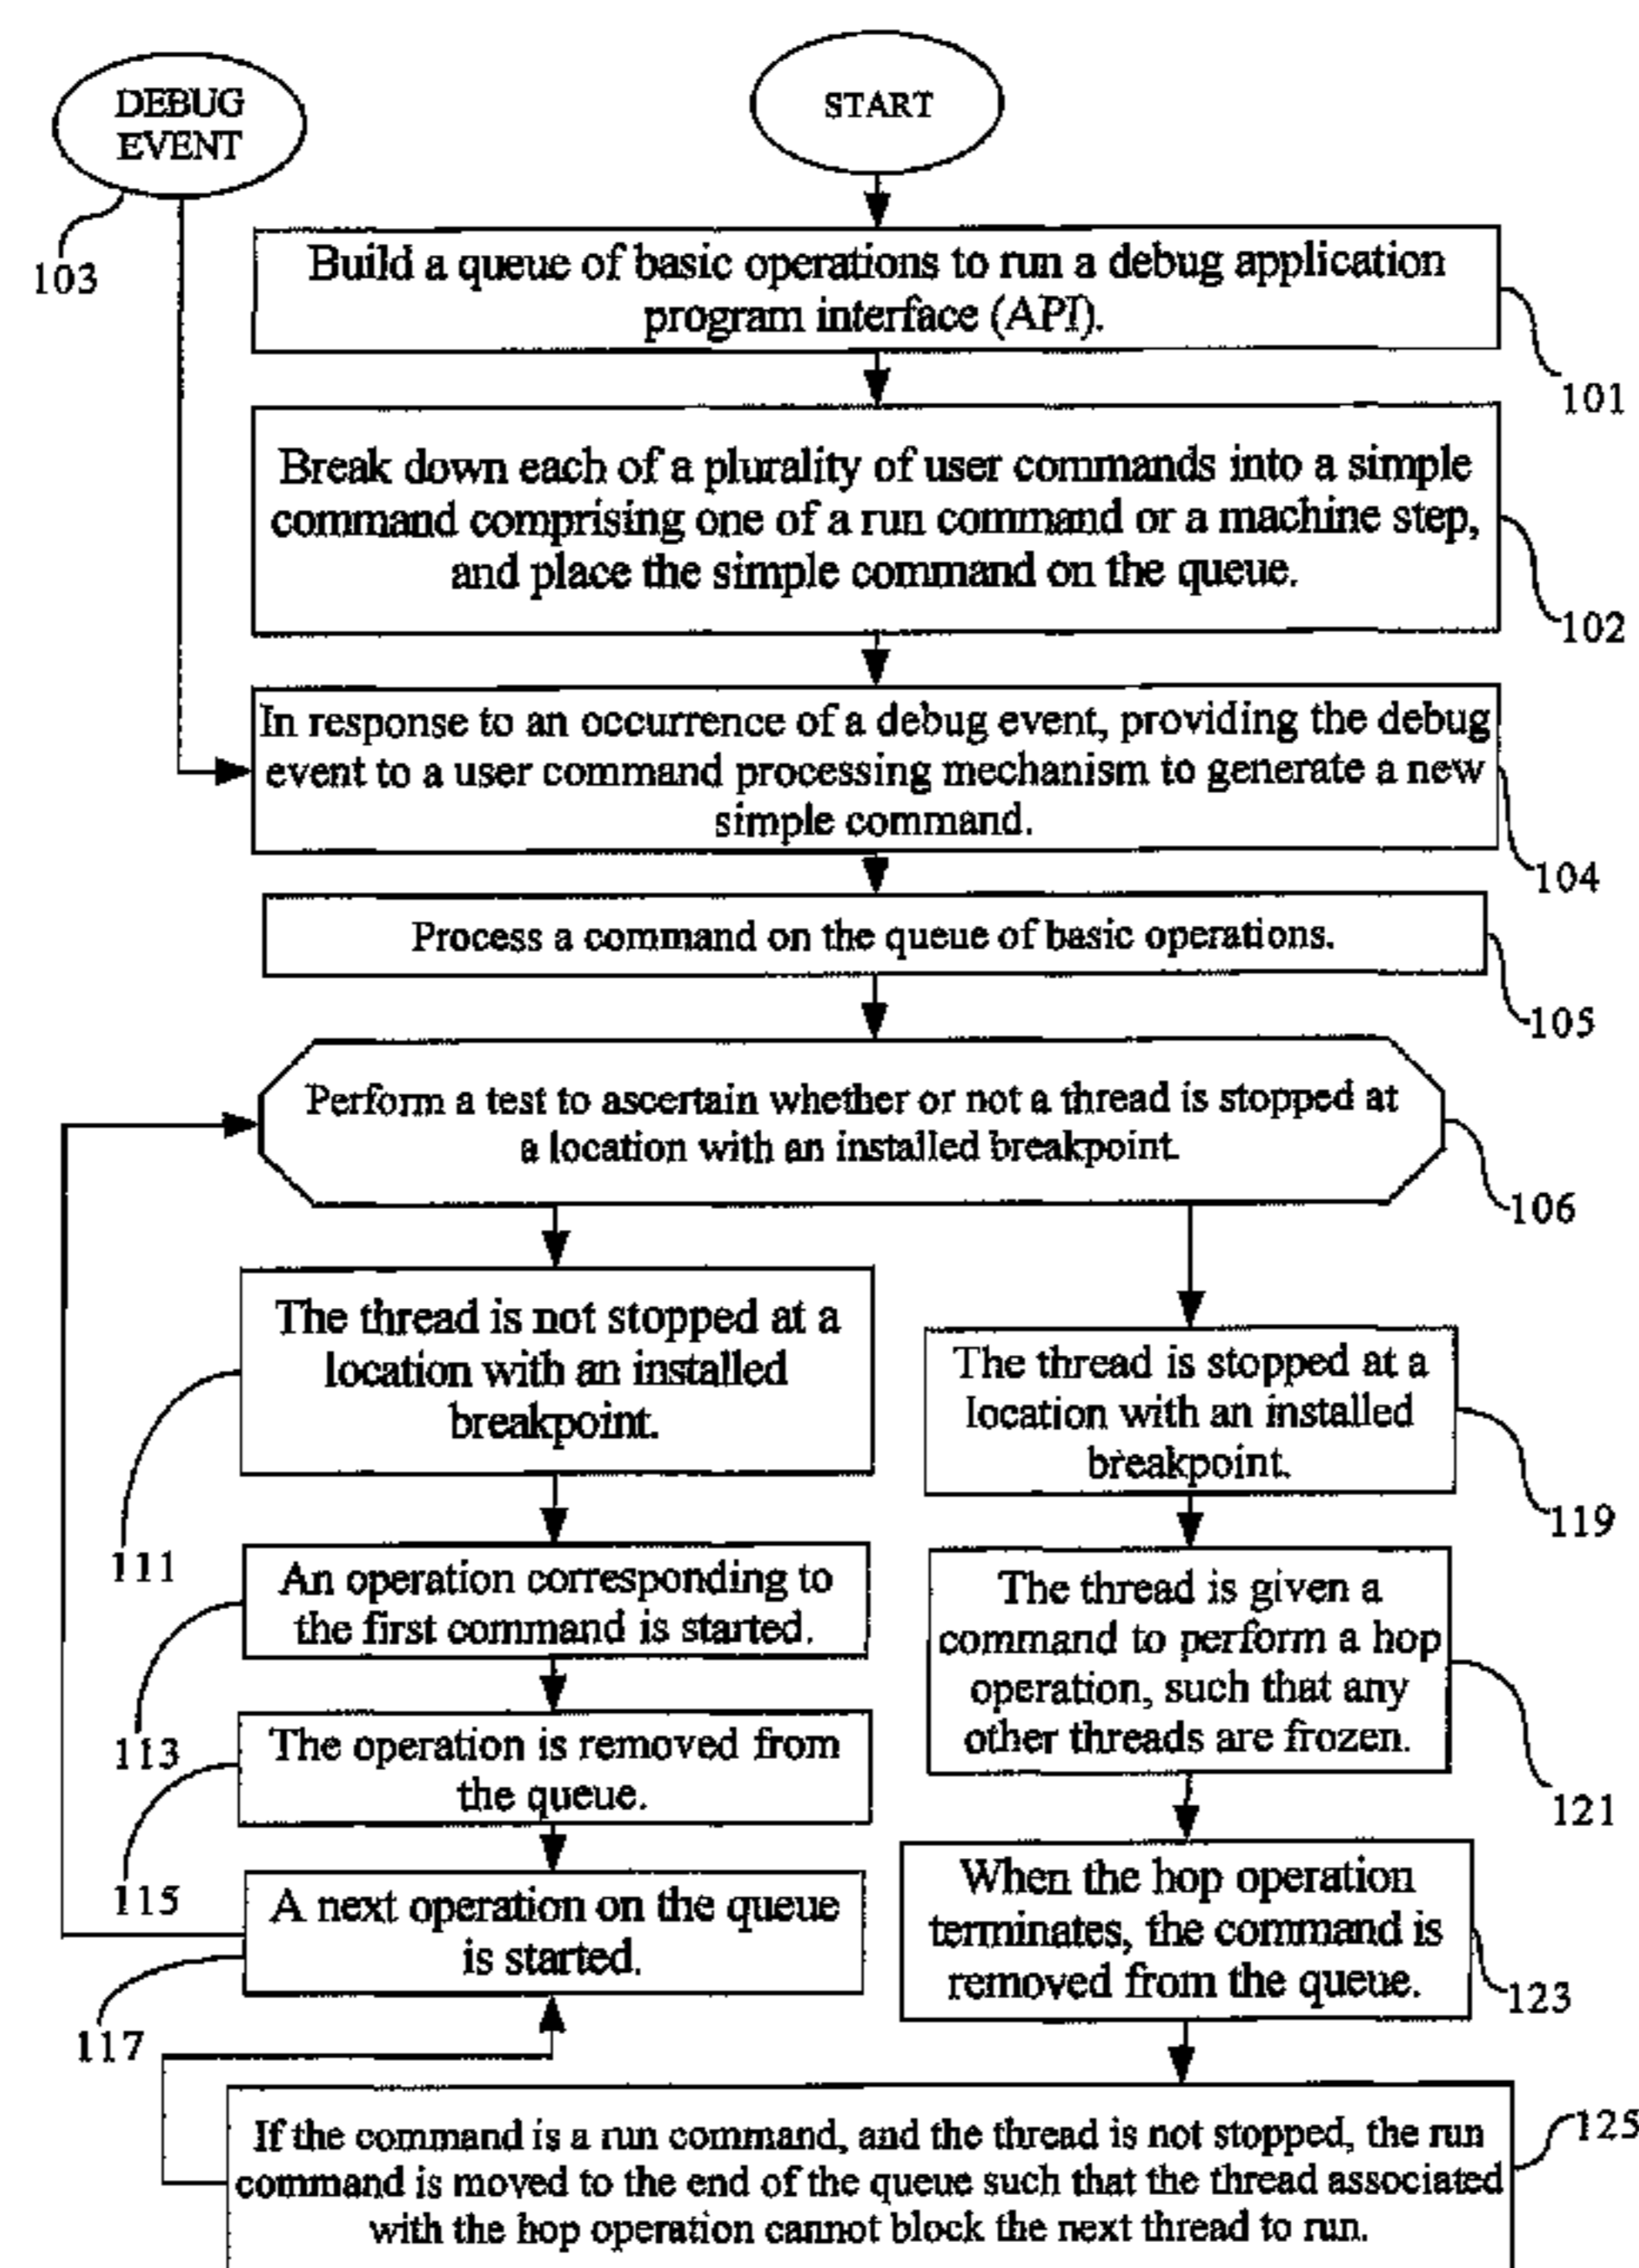 DEBUG
EVENT
103
START
Build a queue of basic operations to run a debug application
program interface (API).
101
Break down each of a plurality of user commands into a simple
command comprising one of a run command or a machine step,
and place the simple command on the queue.
102
In response to an occurrence of a debug event, providing the debug
event to a user command processing mechanism to generate a new
simple command.
104
Process a command on the queue of basic operations.
105
Perform a test to ascertain whether or not a thread is stopped at
a location with an installed breakpoint.
106
The thread is not stopped at a
location with an installed
breakpoint.
111
An operation corresponding to
the first command is started.
113
The operation is removed from
the queue.
115
A next operation on the queue
is started.
117
The thread is stopped at a
location with an installed
breakpoint.
119
The thread is given a
command to perform a hop
operation, such that any
other threads are frozen.
121
When the hop operation
terminates, the command is
removed from the queue.
123
If the command is a run command, and the thread is not stopped, the run
command is moved to the end of the queue such that the thread associated
with the hop operation cannot block the next thread to run.
125